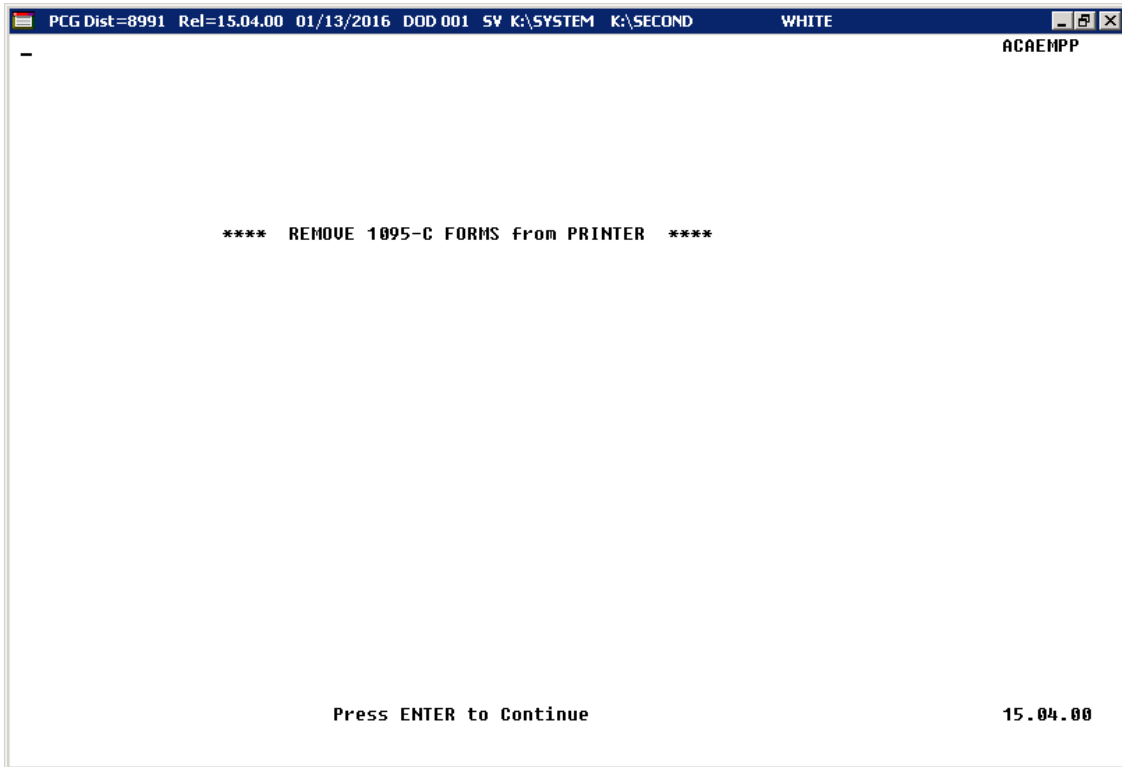 PCG Dist=8991 Rel=15.04.00 01/13/2016 DOD 001 SV K:\SYSTEM K:\SECOND WHITE
ACAEMPP
**** REMOVE 1095-C FORMS from PRINTER ****
Press ENTER to Continue 15.04.00